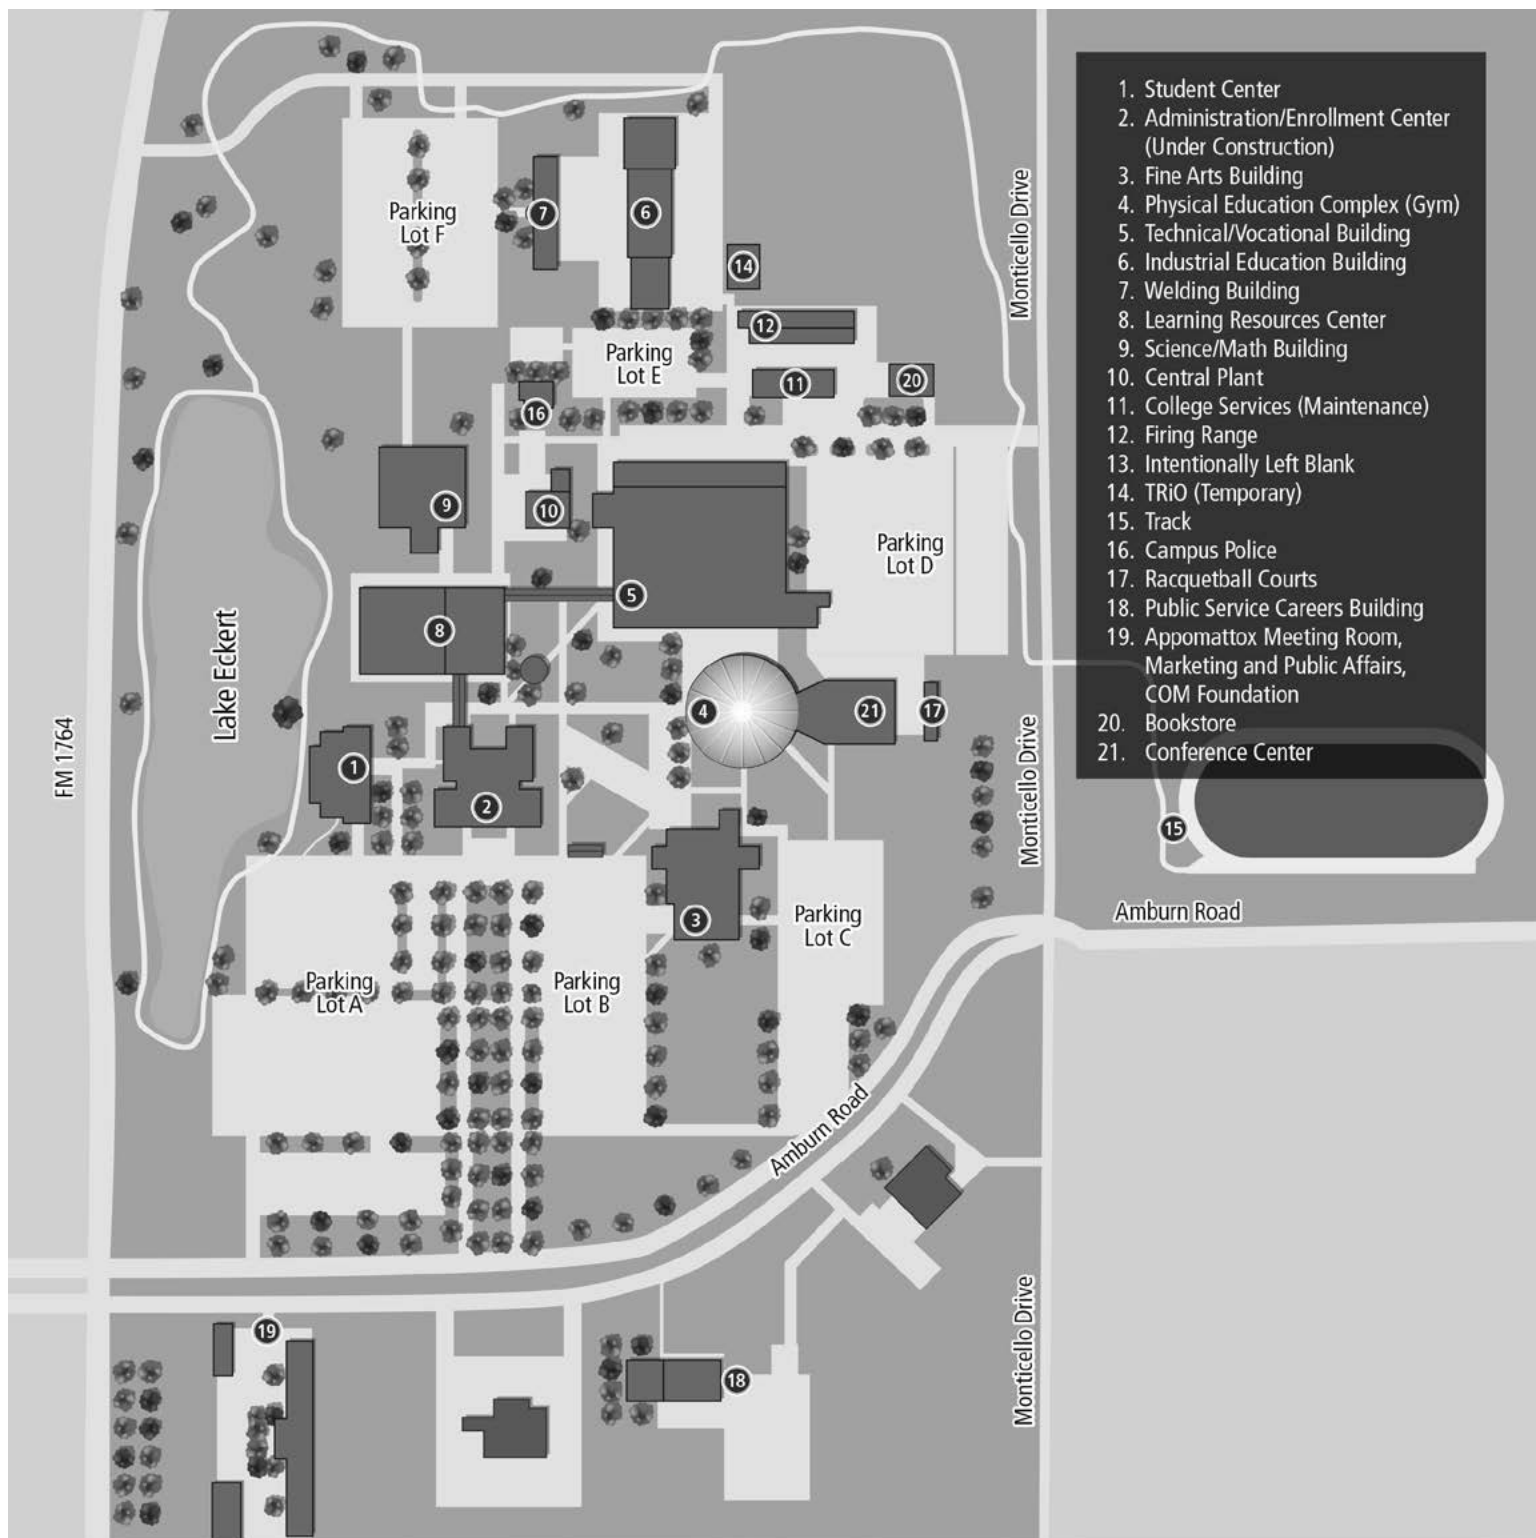 1. Student Center
2. Administration/Enrollment Center
(Under Construction)
3. Fine Arts Building
4. Physical Education Complex (Gym)
5. Technical/Vocational Building
6. Industrial Education Building
7. Welding Building
8. Learning Resources Center
9. Science/Math Building
10. Central Plant
11. College Services (Maintenance)
12. Firing Range
13. Intentionally Left Blank
14. TRiO (Temporary)
15. Track
16. Campus Police
17. Racquetball Courts
18. Public Service Careers Building
19. Appomattox Meeting Room,
Marketing and Public Affairs,
COM Foundation
20. Bookstore
21. Conference Center
Monticello Drive
Parking
Lot F
7
6
14
12
Parking
Lot E
11
20
16
9
10
Parking
Lot D
5
8
Lake Eckert
4
21
17
FM 1764
1
2
Monticello Drive
15
3
Parking
Lot C
Amburn Road
Parking
Lot A
Parking
Lot B
Amburn Road
Monticello Drive
19
18